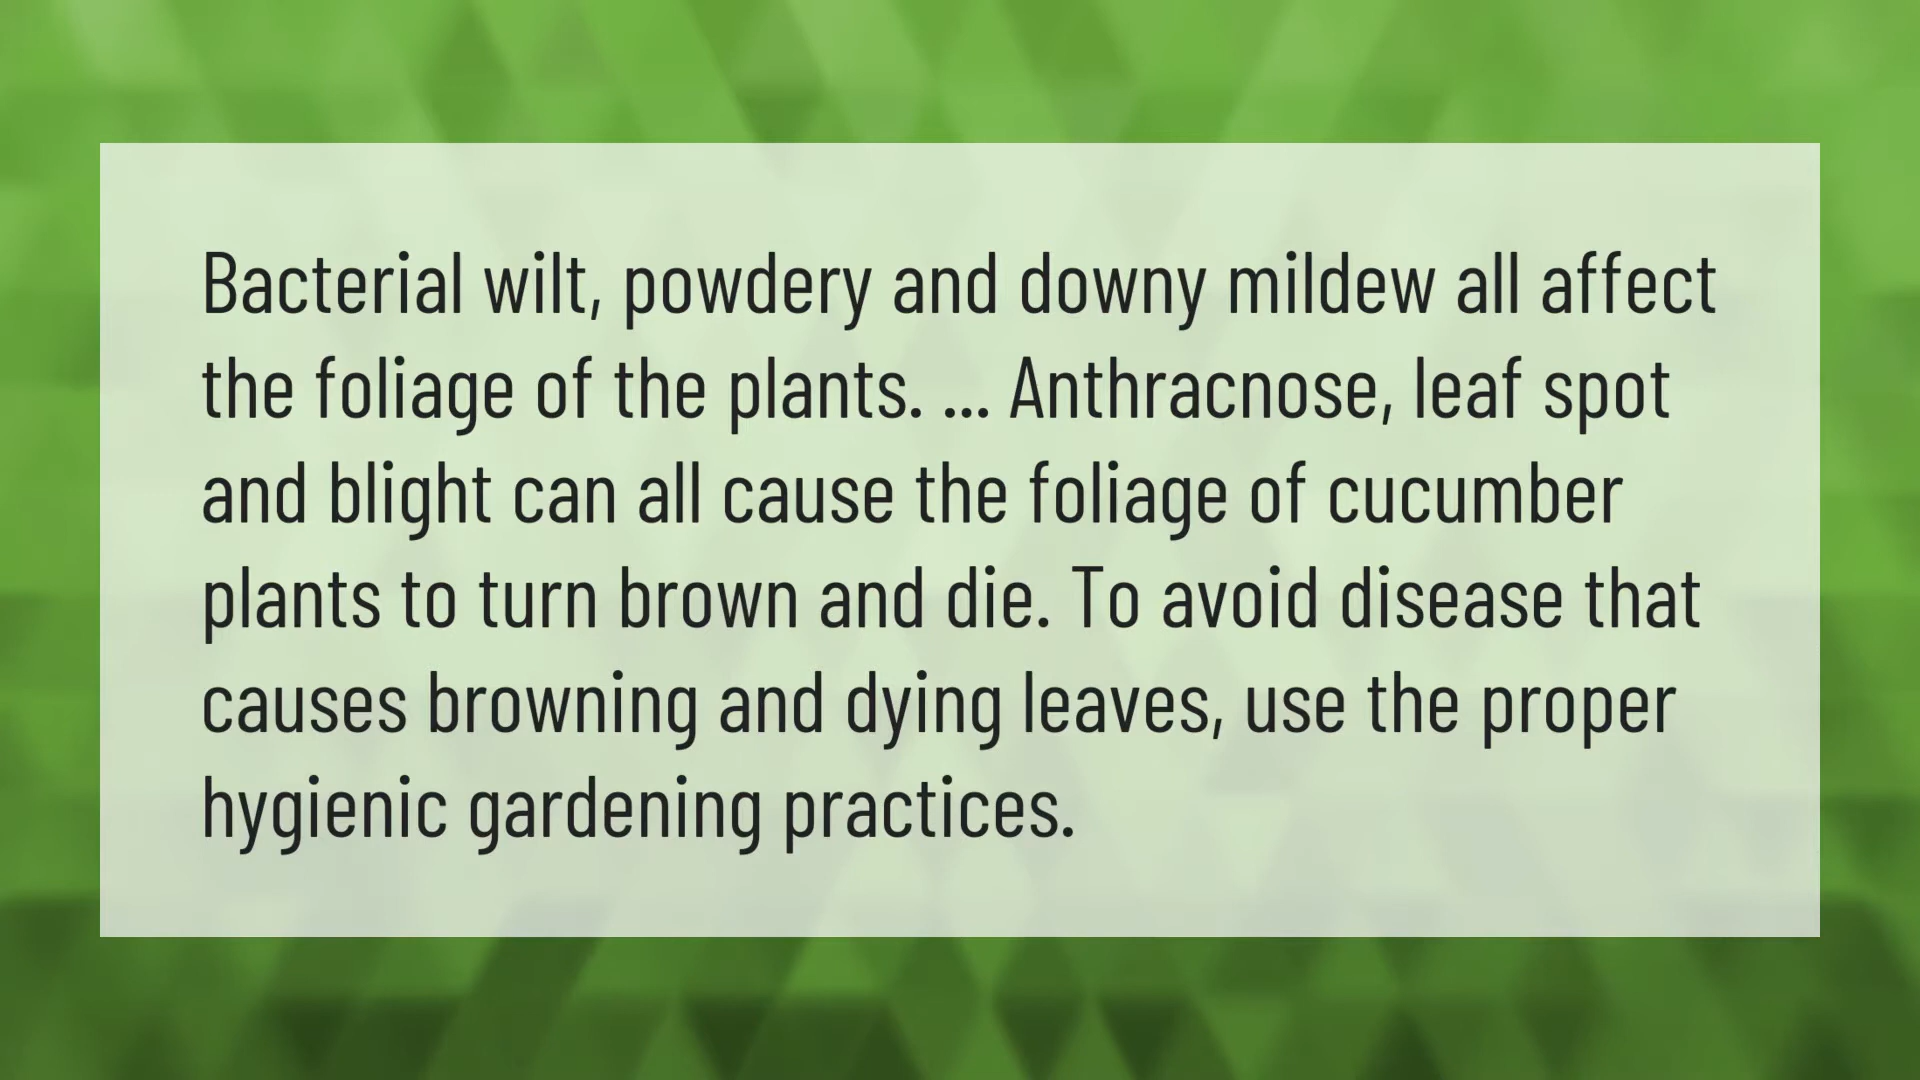 Bacterial wilt, powdery and downy mildew all affect
the foliage of the plants. ... Anthracnose, leaf spot
and blight can all cause the foliage of cucumber
plants to turn brown and die. To avoid disease that
causes browning and dying leaves, use the proper
hygienic gardening practices.